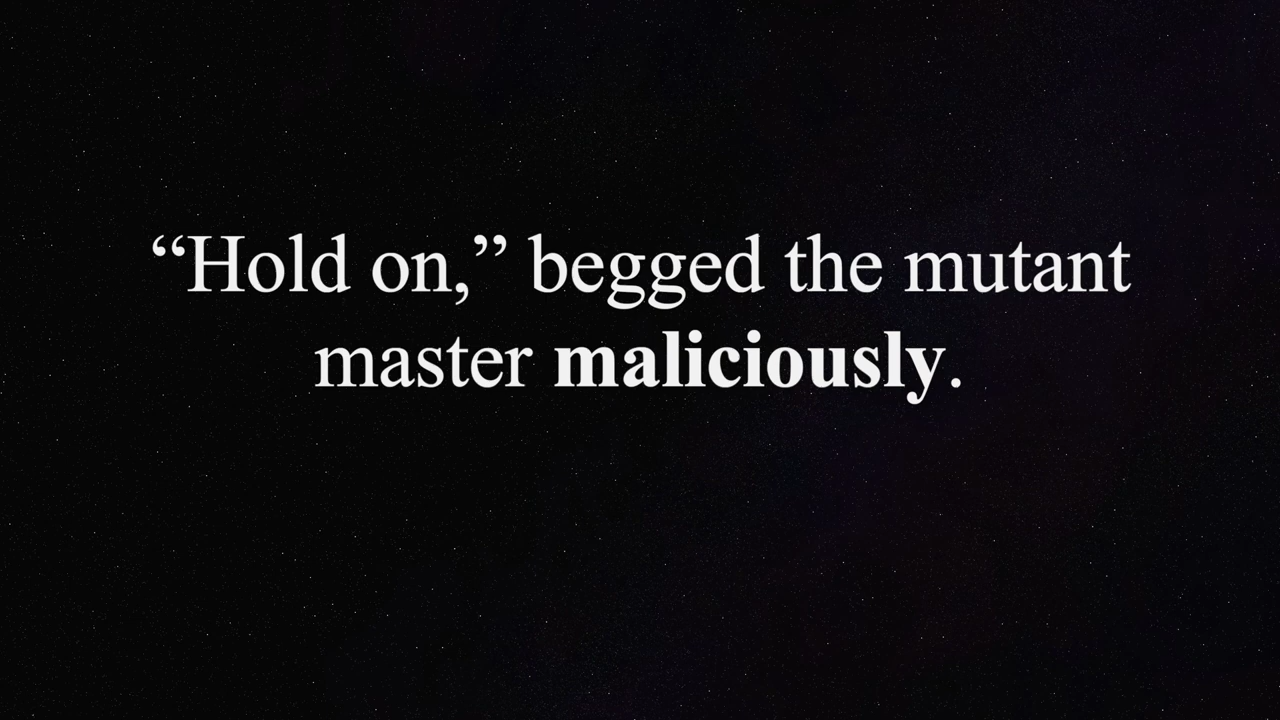 “Hold on,” begged the mutant
master maliciously.